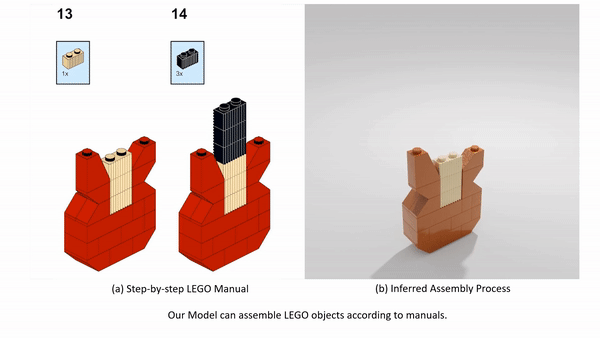 13
14
1x
3x
(a) Step-by-step LEGO Manual
(b) Inferred Assembly Process
Our Model can assemble LEGO objects according to manuals.